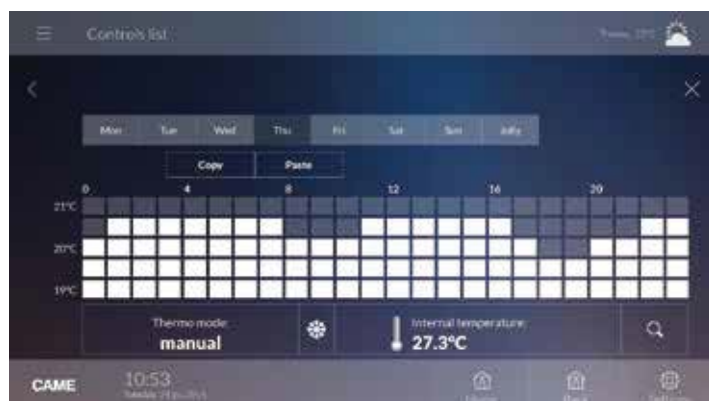 Controls list
Mon Tue Wed Thu Fri Sat Sun Jolly
Copy Paste
0 4 8 12 16 20
21°C
20°C
19°C
Thermo mode: Internal temperature:
manual 27.3°C
CAME 10:53